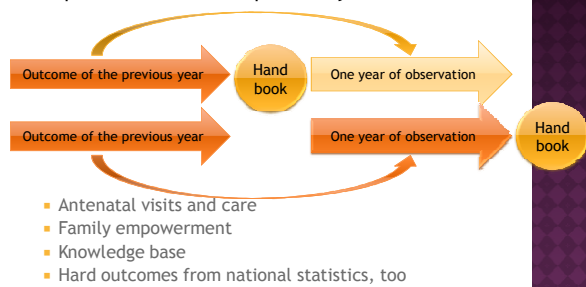 Outcome of the previous year
Hand
book
One year of observation
Outcome of the previous year
One year of observation
Hand
book
Antenatal visits and care
Family empowerment
Knowledge base
Hard outcomes from national statistics, too